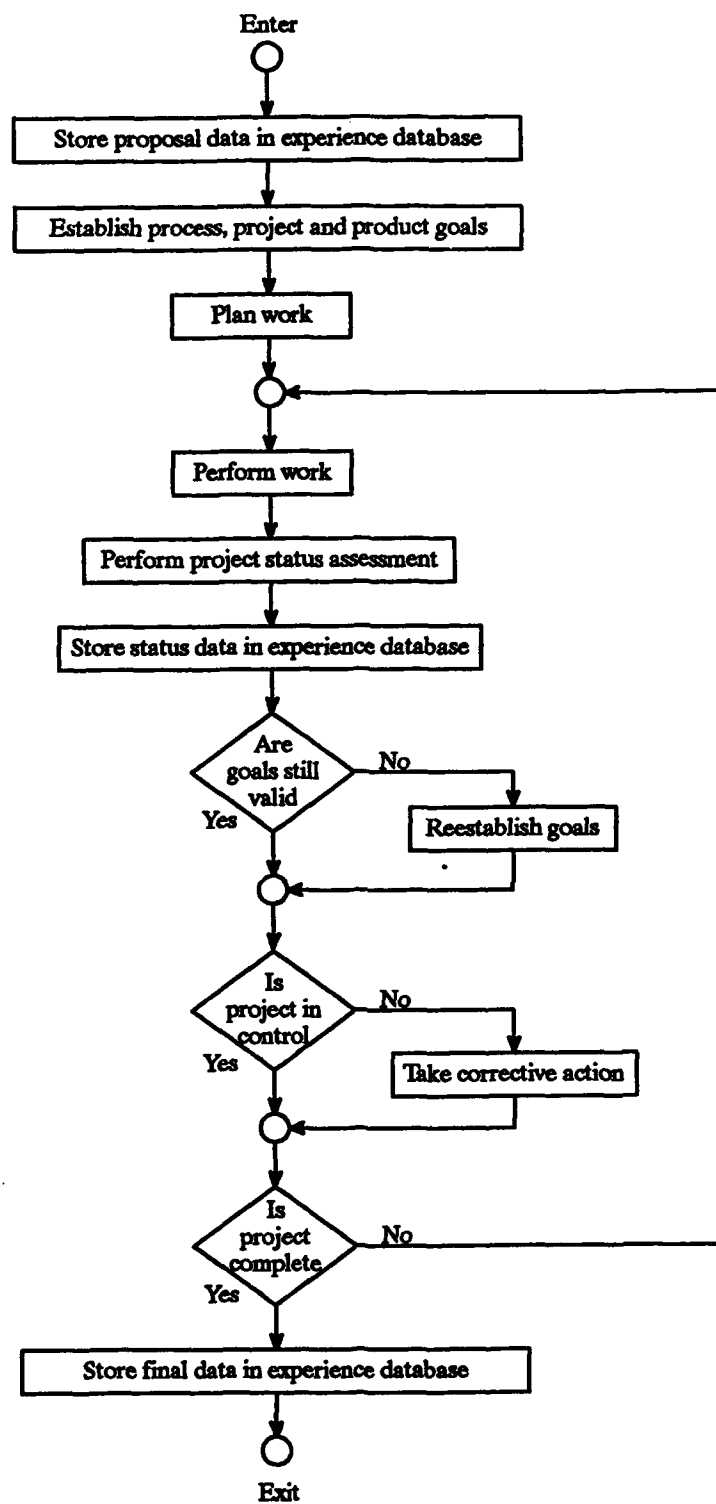 Enter
Store proposal data in experience database
Establish process, project and product goals
Plan work
Perform work
Perform project status assessment
Store status data in experience database
Are
goals still
valid
No
Yes
Reestablish goals
Is
project in
control
No
Yes
Take corrective action
Is
project
complete
No
Yes
Store final data in experience database
Exit